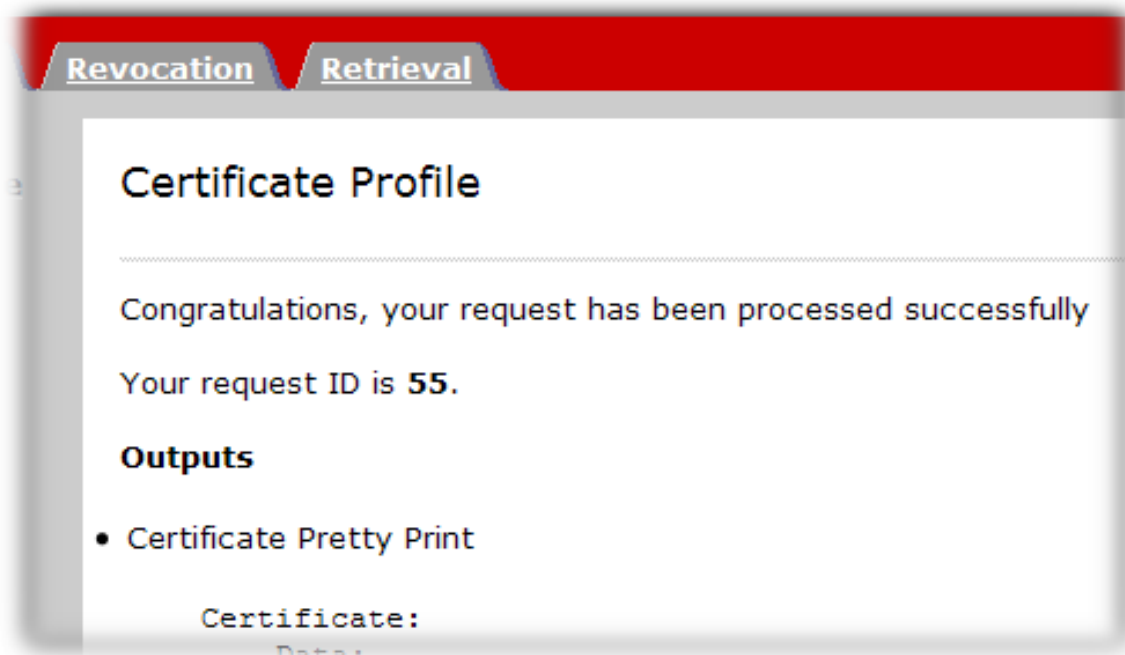 Revocation
Retrieval
Certificate Profile
Congratulations, your request has been processed successfully
Your request ID is 55.
Outputs
• Certificate Pretty Print
Certificate:
Data: